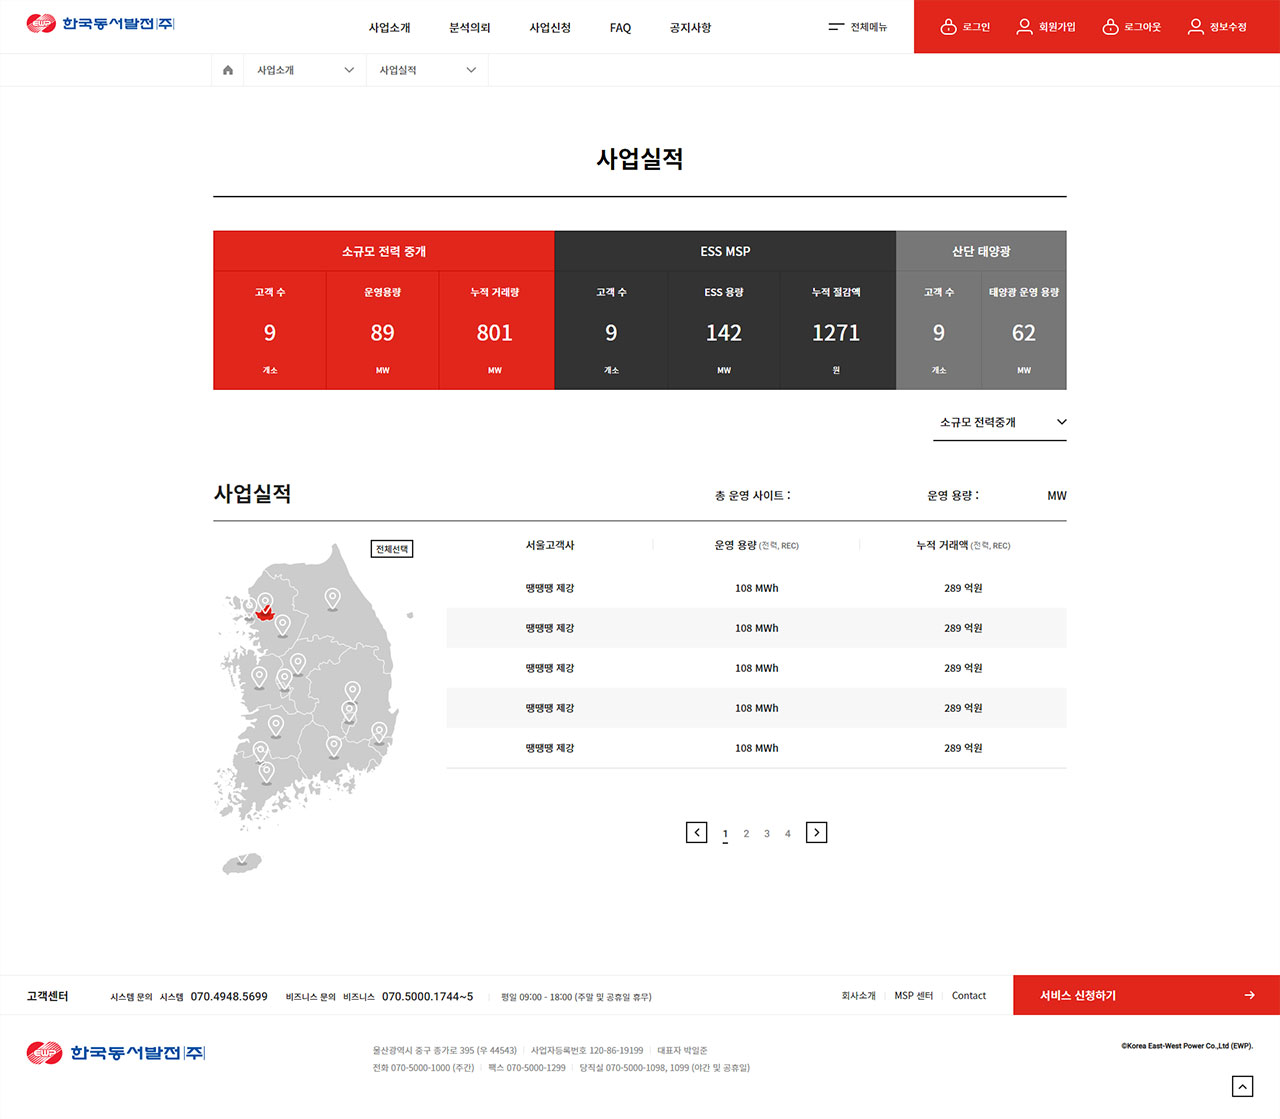 EWP 한국동서발전(주)
사업소개 분석의뢰 사업신청 FAQ 공지사항
전체메뉴
로그인 회원가입 로그아웃 정보수정
사업소개 사업실적
사업실적
소규모 전력 중개 ESS MSP 산단 태양광
고객 수 운영용량 누적 거래량 고객 수 ESS 용량 누적 절감액 고객 수 태양광 운영 용량
9 89 801 9 142 1271 9 62
개소 MW MW 개소 MW 원 개소 MW
소규모 전력중개
사업실적 총 운영 사이트 : 운영 용량 : MW
전체선택
서울고객사 운영 용량 (전력, REC) 누적 거래액 (전력, REC)
땡땡땡 제강 108 MWh 289 억원
땡땡땡 제강 108 MWh 289 억원
땡땡땡 제강 108 MWh 289 억원
땡땡땡 제강 108 MWh 289 억원
땡땡땡 제강 108 MWh 289 억원
1 2 3 4
고객센터 시스템 문의 시스템 070.4948.5699 비즈니스 문의 비즈니스 070.5000.1744~5 평일 09:00 - 18:00 (주말 및 공휴일 휴무)
회사소개 MSP 센터 Contact
서비스 신청하기
EWP 한국동서발전(주)
울산광역시 중구 종가로 395 (우 44543) 사업자등록번호 120-86-19199 대표자 박일준
전화 070-5000-1000 (주간) 팩스 070-5000-1299 당직실 070-5000-1098, 1099 (야간 및 공휴일)
©Korea East-West Power Co.,Ltd (EWP).